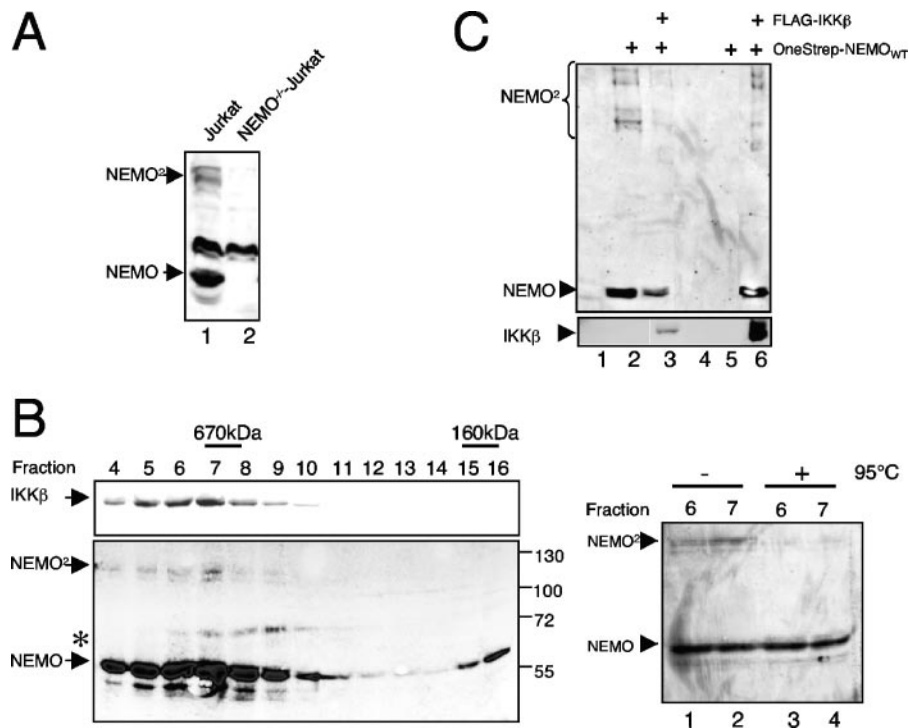 A
Jurkat
NEMO-/--Jurkat
NEMO²
NEMO
1 2
C
+ + FLAG-IKKβ
+ + + + OneStrep-NEMOWT
NEMO²
NEMO
IKKβ
1 2 3 4 5 6
B
670kDa 160kDa
Fraction 4 5 6 7 8 9 10 11 12 13 14 15 16
IKKβ
NEMO²
*
NEMO
130
100
72
55
- + 95°C
Fraction 6 7 6 7
NEMO²
NEMO
1 2 3 4